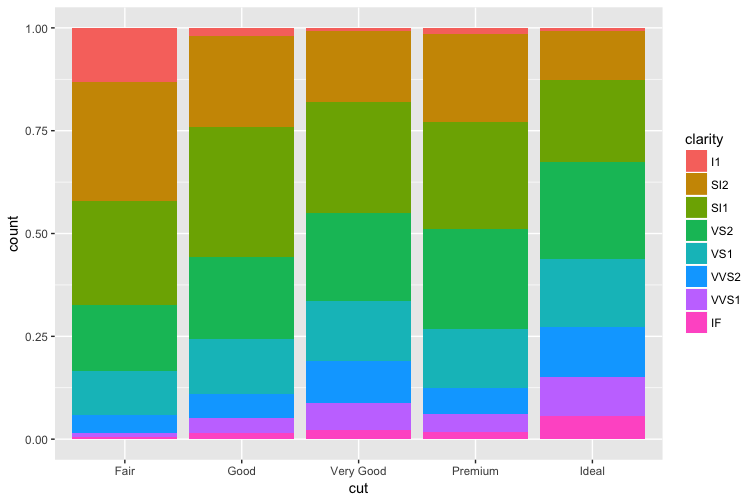 1.00
0.75
0.50
0.25
0.00
count
Fair Good Very Good Premium Ideal
cut
clarity
I1
SI2
SI1
VS2
VS1
VVS2
VVS1
IF